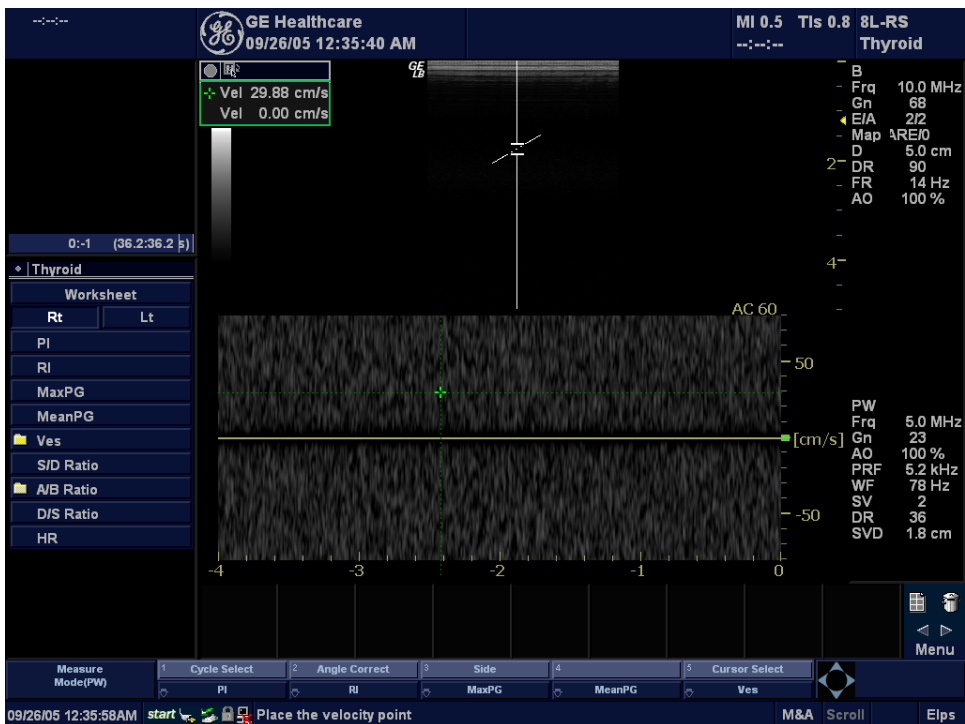 --:--:--
GE Healthcare
09/26/05 12:35:40 AM
MI 0.5 TIs 0.8 8L-RS
--:--:-- Thyroid
Vel 29.88 cm/s
Vel 0.00 cm/s
GE
LB
B
Frq 10.0 MHz
Gn 68
E/A 2/2
Map ARE/0
D 5.0 cm
DR 90
FR 14 Hz
AO 100 %
2
4
0:-1 (36.2:36.2 s)
Thyroid
Worksheet
Rt Lt
PI
RI
MaxPG
MeanPG
Ves
S/D Ratio
A/B Ratio
D/S Ratio
HR
AC 60
50
[cm/s]
-50
-4 -3 -2 -1 0
PW
Frq 5.0 MHz
Gn 23
AO 100 %
PRF 5.2 kHz
WF 78 Hz
SV 2
DR 36
SVD 1.8 cm
Menu
Measure
Mode(PW)
1 Cycle Select 2 Angle Correct 3 Side 4 5 Cursor Select
PI RI MaxPG MeanPG Ves
09/26/05 12:35:58AM start Place the velocity point M&A Scroll Elps